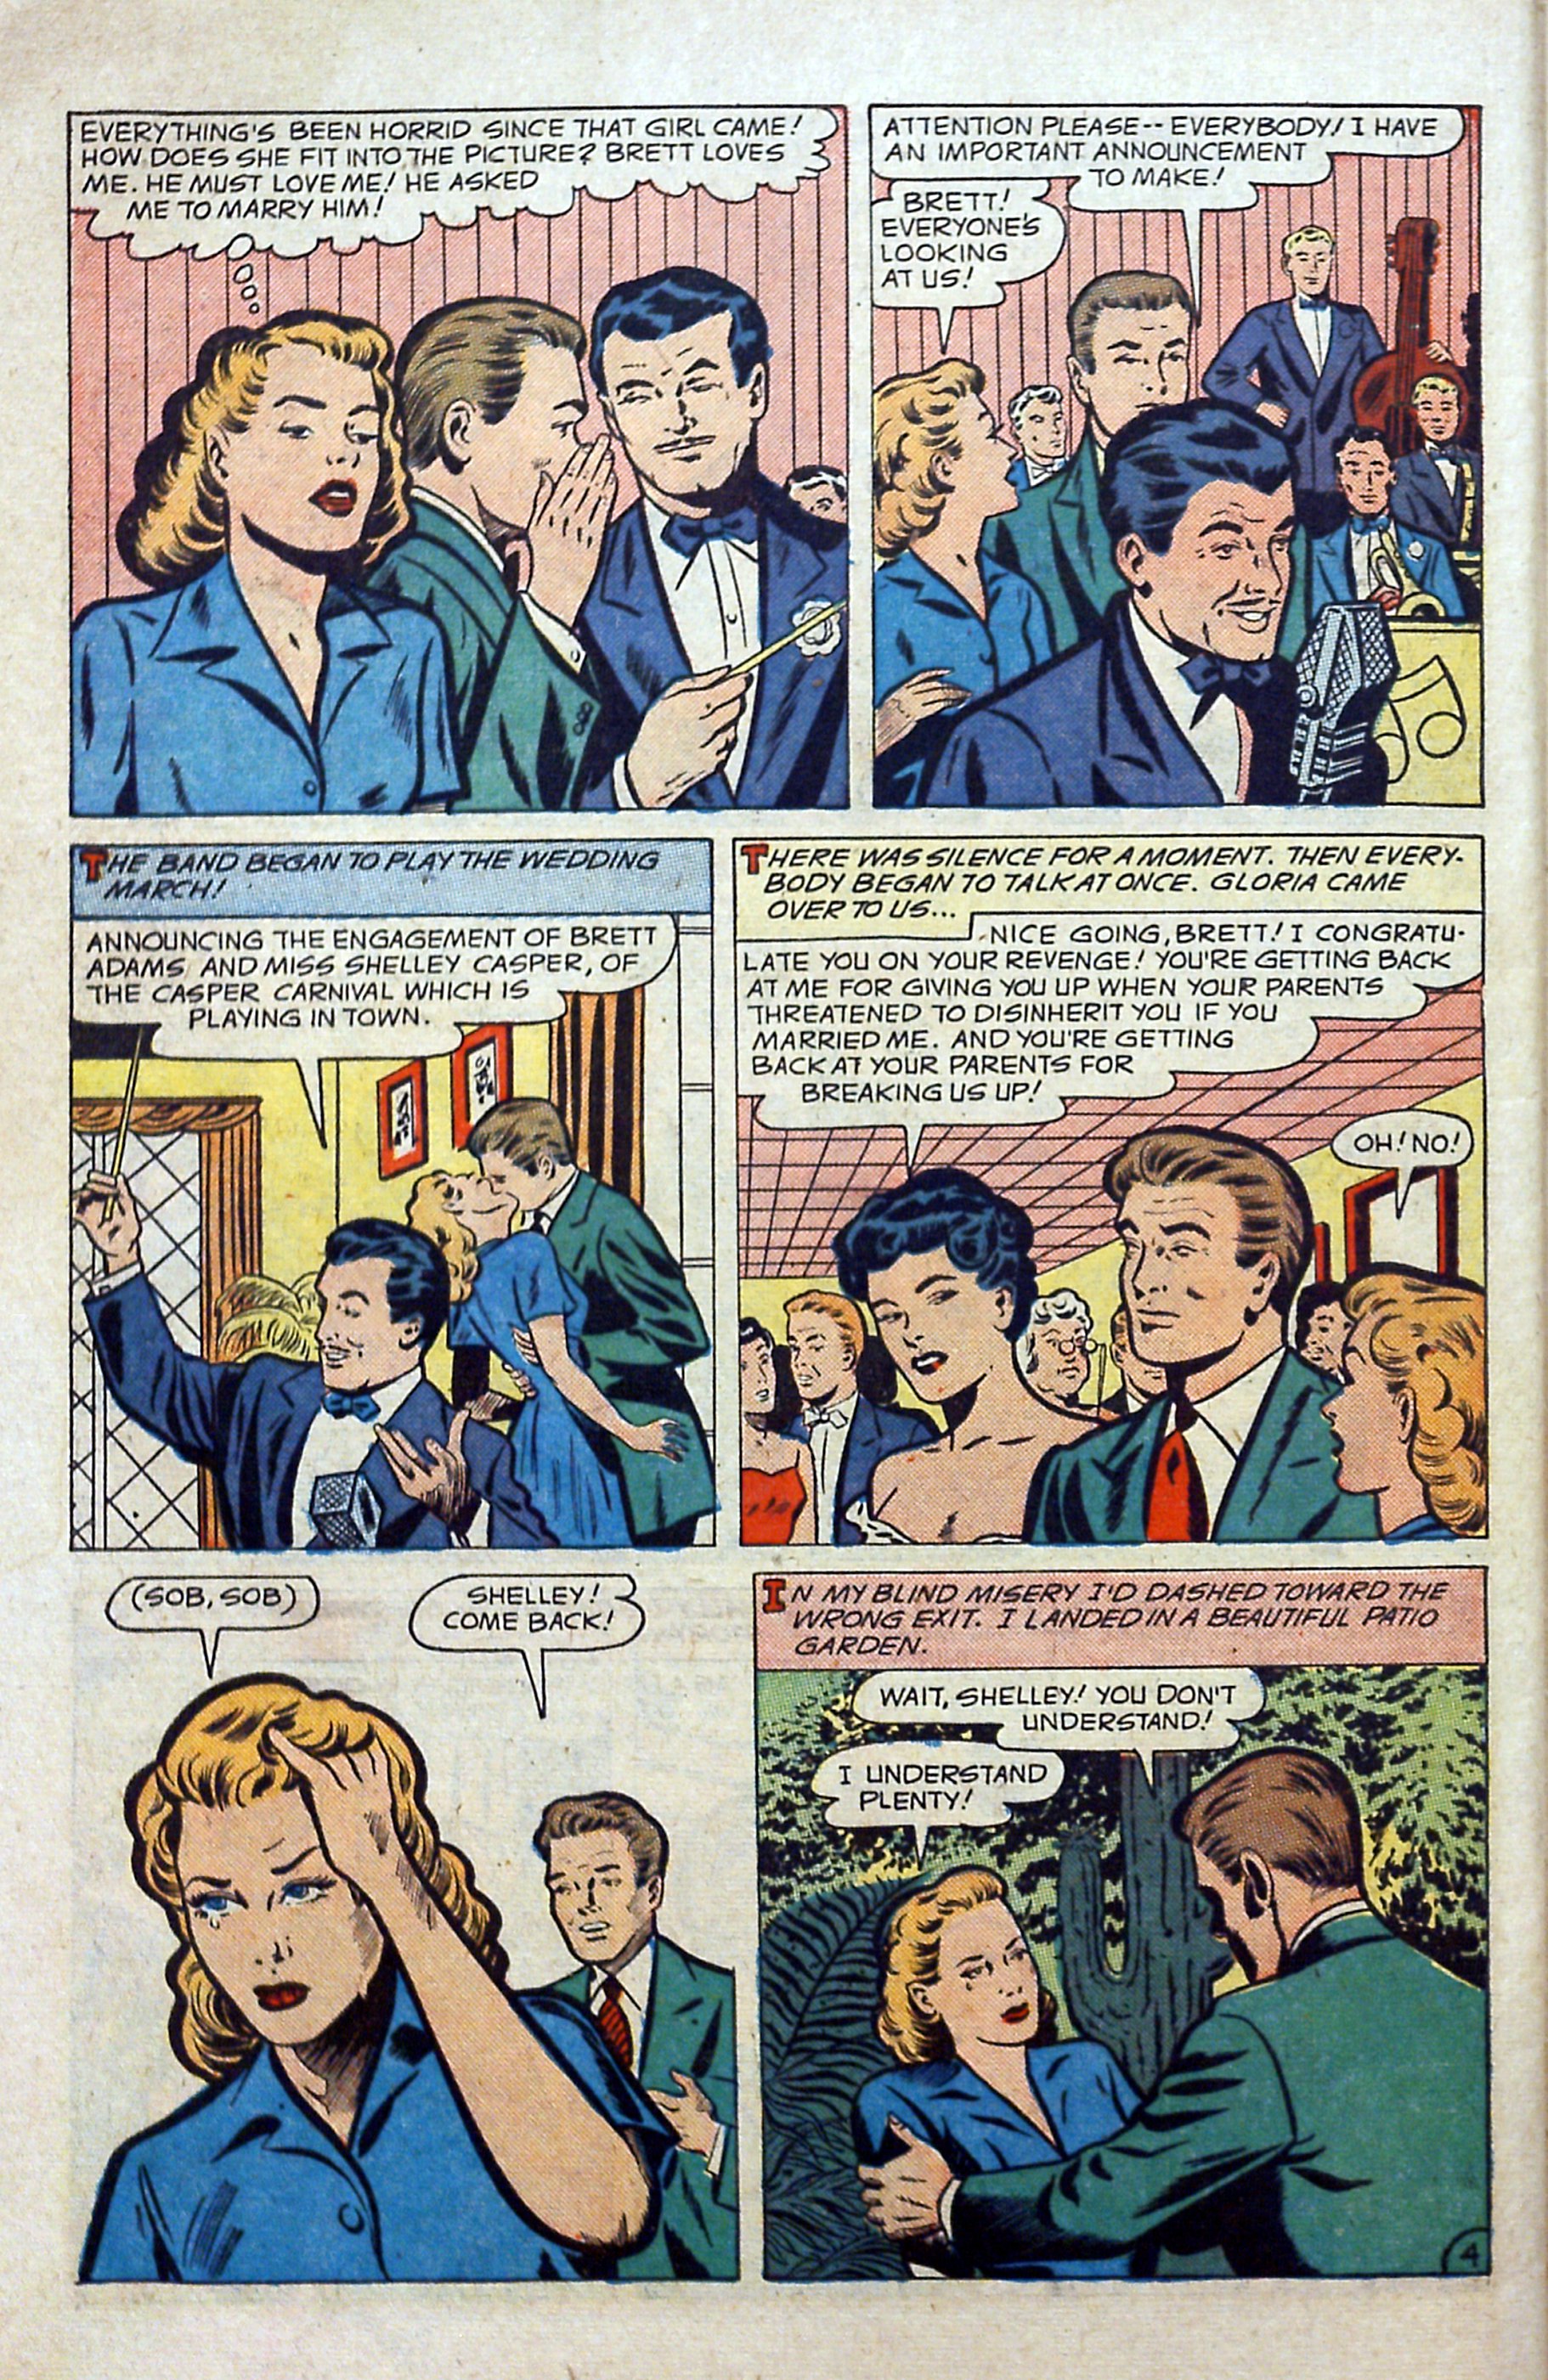 EVERYTHING'S BEEN HORRID SINCE THAT GIRL CAME!
HOW DOES SHE FIT INTO THE PICTURE? BRETT LOVES
ME. HE MUST LOVE ME! HE ASKED
ME TO MARRY HIM!
ATTENTION PLEASE-- EVERYBODY! I HAVE
AN IMPORTANT ANNOUNCEMENT
TO MAKE!
BRETT!
EVERYONE'S
LOOKING
AT US!
THE BAND BEGAN TO PLAY THE WEDDING
MARCH!
ANNOUNCING THE ENGAGEMENT OF BRETT
ADAMS AND MISS SHELLEY CASPER, OF
THE CASPER CARNIVAL WHICH IS
PLAYING IN TOWN.
THERE WAS SILENCE FOR A MOMENT. THEN EVERY-
BODY BEGAN TO TALK AT ONCE. GLORIA CAME
OVER TO US...
NICE GOING, BRETT! I CONGRATU-
LATE YOU ON YOUR REVENGE! YOU'RE GETTING BACK
AT ME FOR GIVING YOU UP WHEN YOUR PARENTS
THREATENED TO DISINHERIT YOU IF YOU
MARRIED ME. AND YOU'RE GETTING
BACK AT YOUR PARENTS FOR
BREAKING US UP!
OH! NO!
(SOB, SOB)
SHELLEY!
COME BACK!
IN MY BLIND MISERY I'D DASHED TOWARD THE
WRONG EXIT. I LANDED IN A BEAUTIFUL PATIO
GARDEN.
WAIT, SHELLEY! YOU DON'T
UNDERSTAND!
I UNDERSTAND
PLENTY!
4